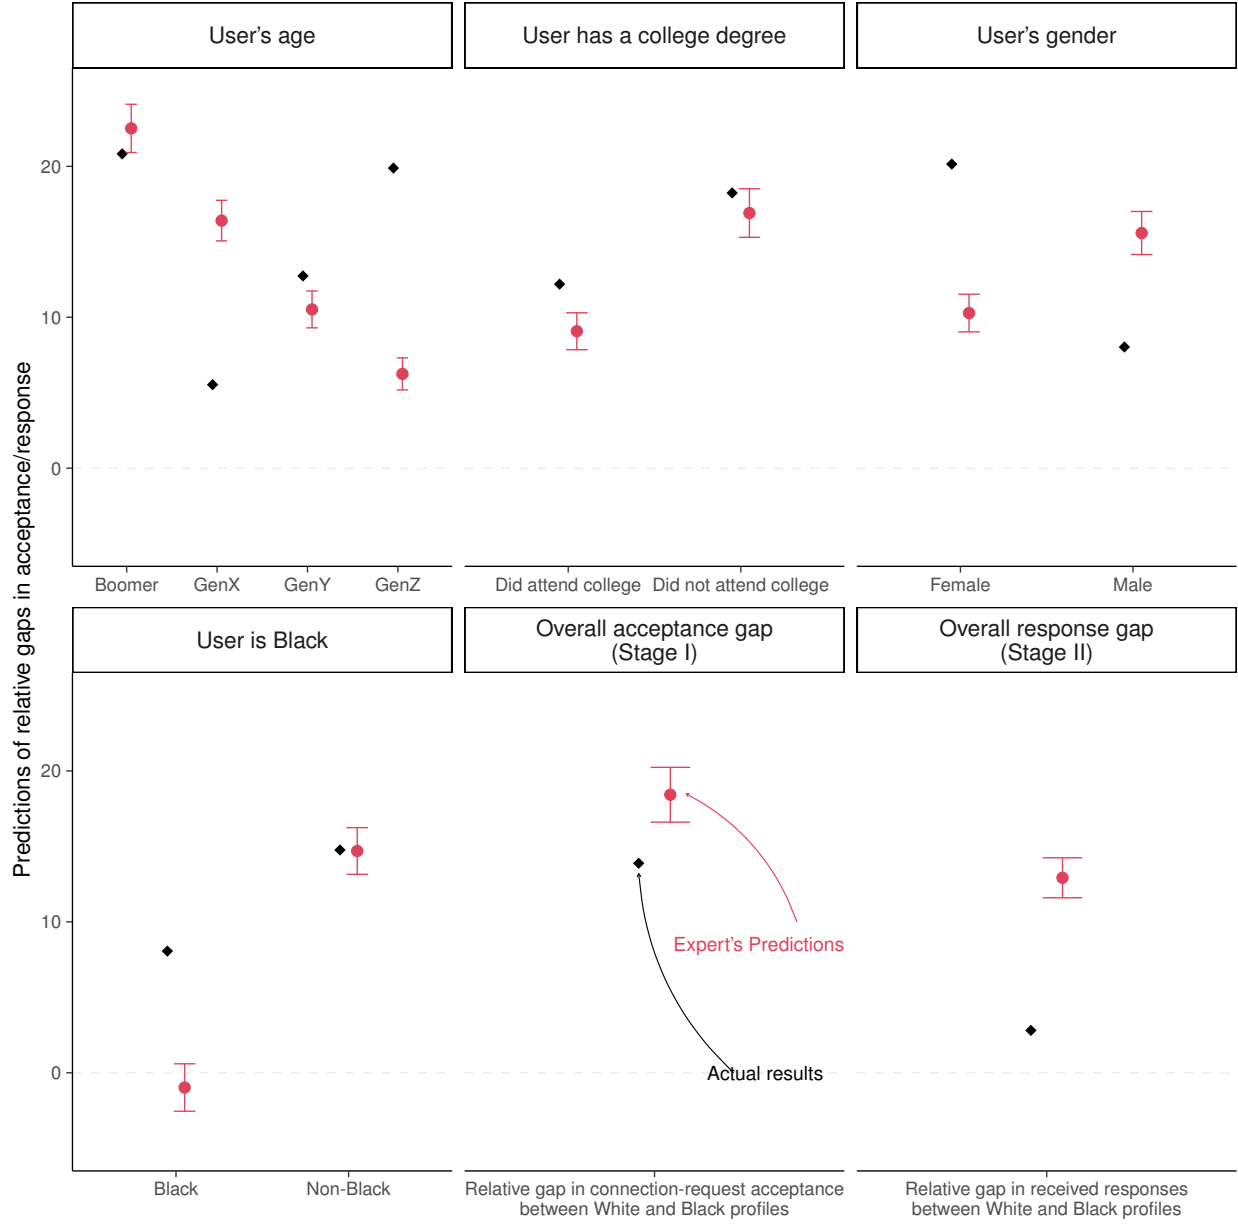 User's age
User has a college degree
User's gender
Predictions of relative gaps in acceptance/response
20
10
0
Boomer
GenX
GenY
GenZ
Did attend college
Did not attend college
Female
Male
User is Black
Overall acceptance gap
(Stage I)
Overall response gap
(Stage II)
20
10
0
Expert's Predictions
Actual results
Black
Non-Black
Relative gap in connection-request acceptance
between White and Black profiles
Relative gap in received responses
between White and Black profiles